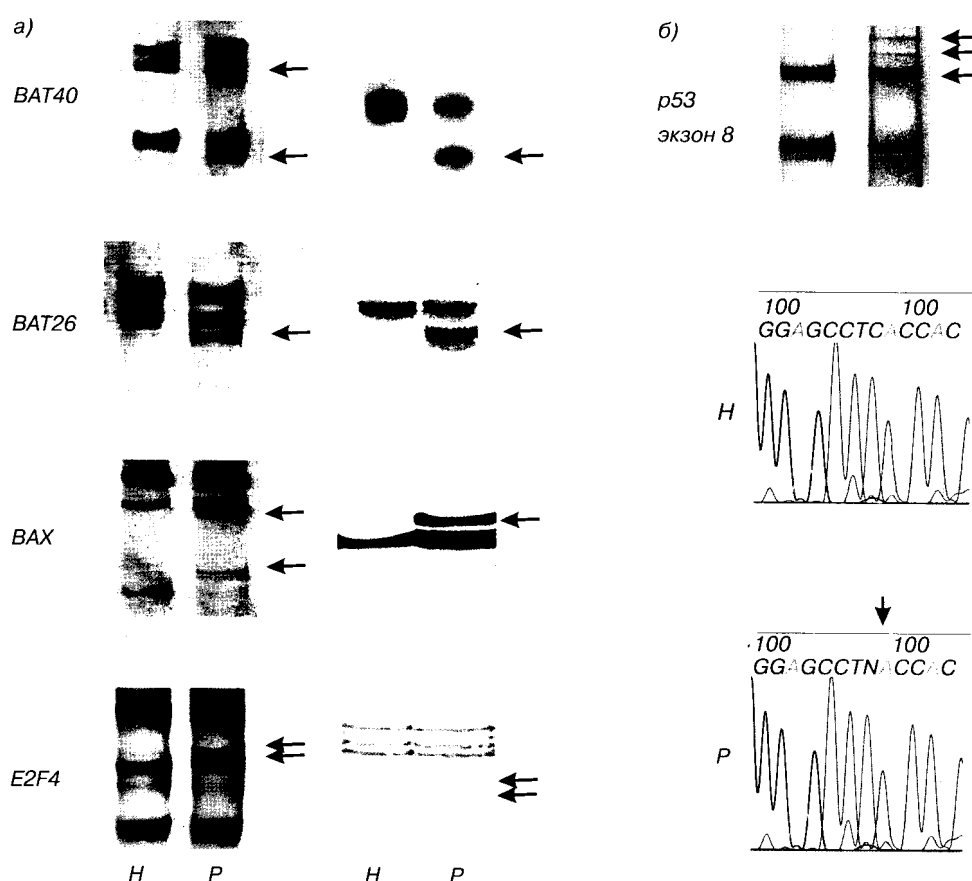 а)
BAT40
BAT26
BAX
E2F4
Н Р
Н Р
б)
p53
экзон 8
100 100
GGAGCCTCACCAC
Н
100 100
GGAGCCTNACCAC
Р